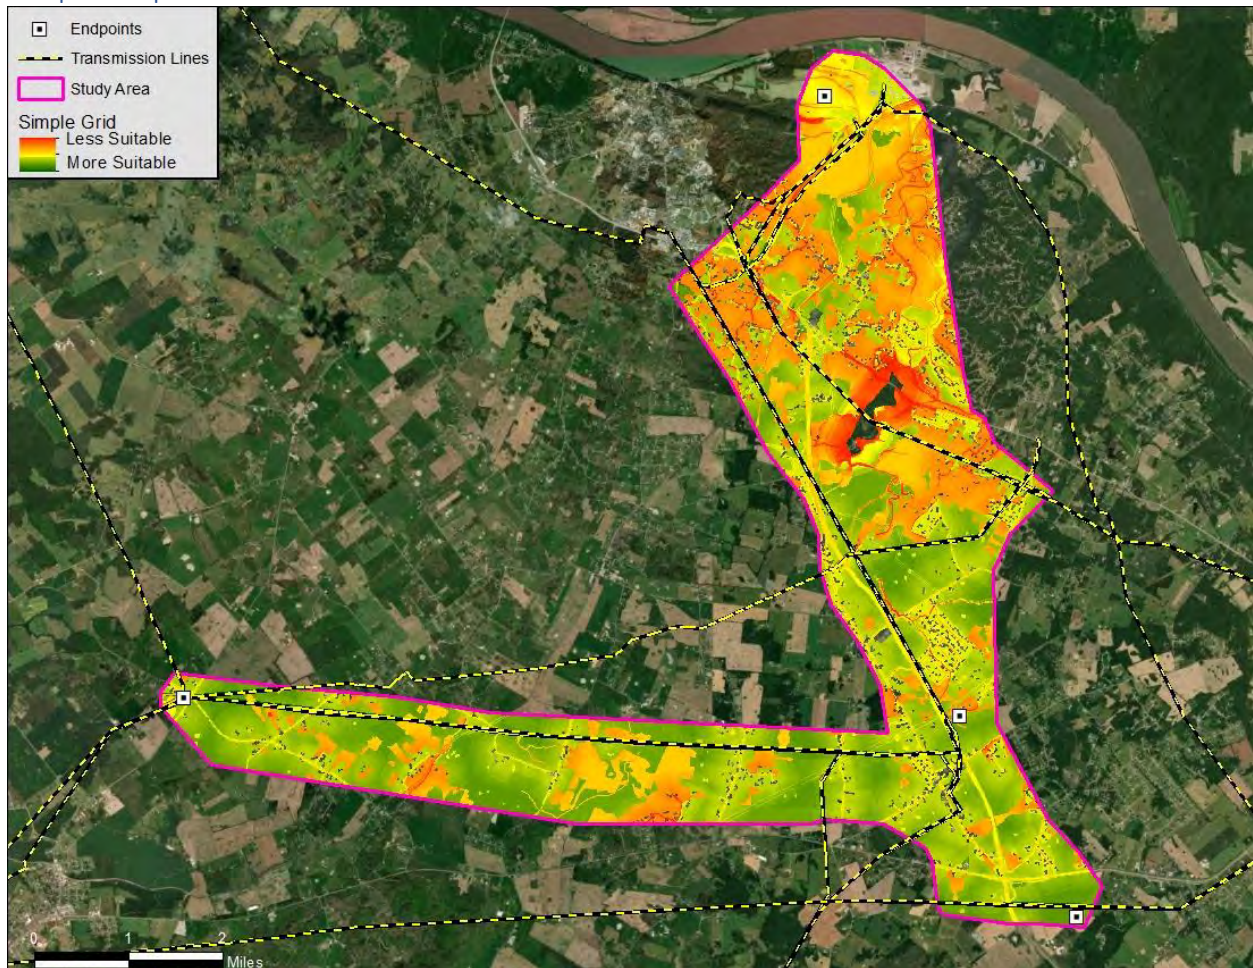 Endpoints
Transmission Lines
Study Area
Simple Grid
Less Suitable
More Suitable
0 1 2
Miles